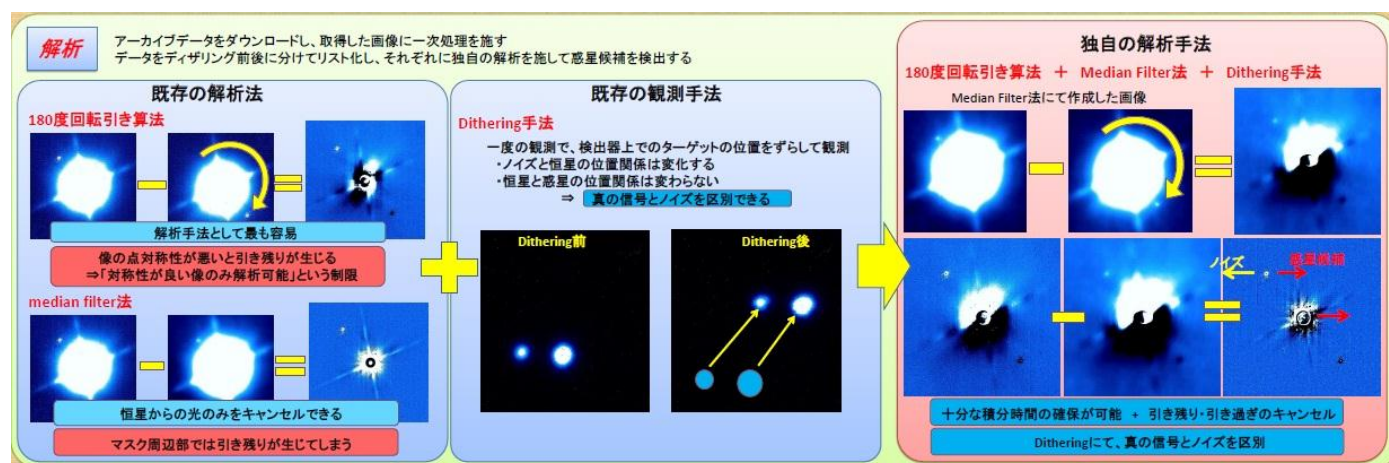 解析
アーカイブデータをダウンロードし、取得した画像に一次処理を施す
データをディザリング前後に分けてリスト化し、それぞれに独自の解析を施して惑星候補を検出する
既存の解析法
180度回転引き算法
解析手法として最も容易
像の点対称性が悪いと引き残りが生じる
⇒「対称性が良い像のみ解析可能」という制限
median filter法
恒星からの光のみをキャンセルできる
マスク周辺部では引き残りが生じてしまう
既存の観測手法
Dithering手法
一度の観測で、検出器上でのターゲットの位置をずらして観測
・ノイズと恒星の位置関係は変化する
・恒星と惑星の位置関係は変わらない
⇒ 真の信号とノイズを区別できる
Dithering前
Dithering後
独自の解析手法
180度回転引き算法 + Median Filter法 + Dithering手法
Median Filter法にて作成した画像
ノイズ
惑星候補
十分な積分時間の確保が可能 + 引き残り・引き過ぎのキャンセル
Ditheringにて、真の信号とノイズを区別